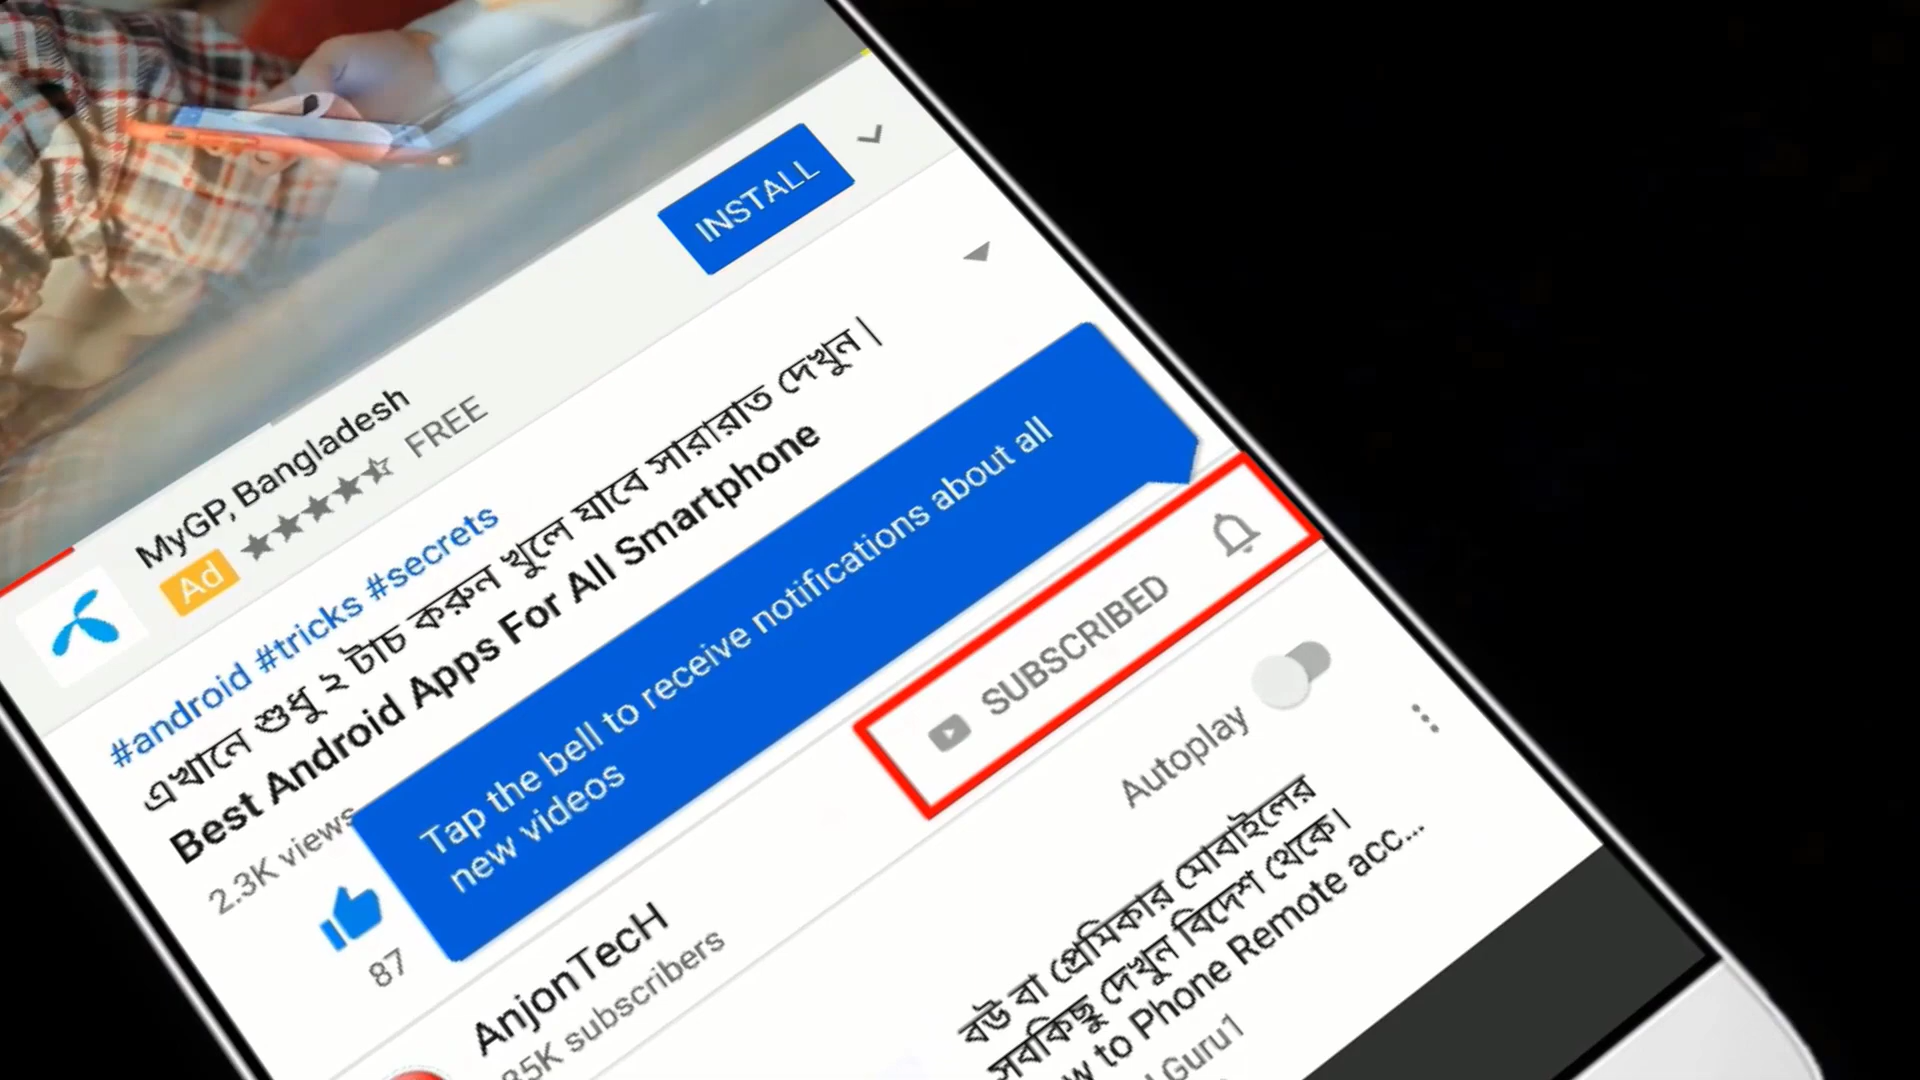 INSTALL
MyGP, Bangladesh
Ad ★★★★☆ FREE
#android #tricks #secrets
এখানে শুধু ২ টাচ করুন খুলে যাবে সারারাত দেখুন |
Best Android Apps For All Smartphone
2.3K views
Tap the bell to receive notifications about all
new videos
87
SUBSCRIBED
AnjonTecH
35K subscribers
Autoplay
বউ বা প্রেমিকার মোবাইলের
সবকিছু দেখুন বিদেশ থেকে।
to Phone Remote acc...
Guru1